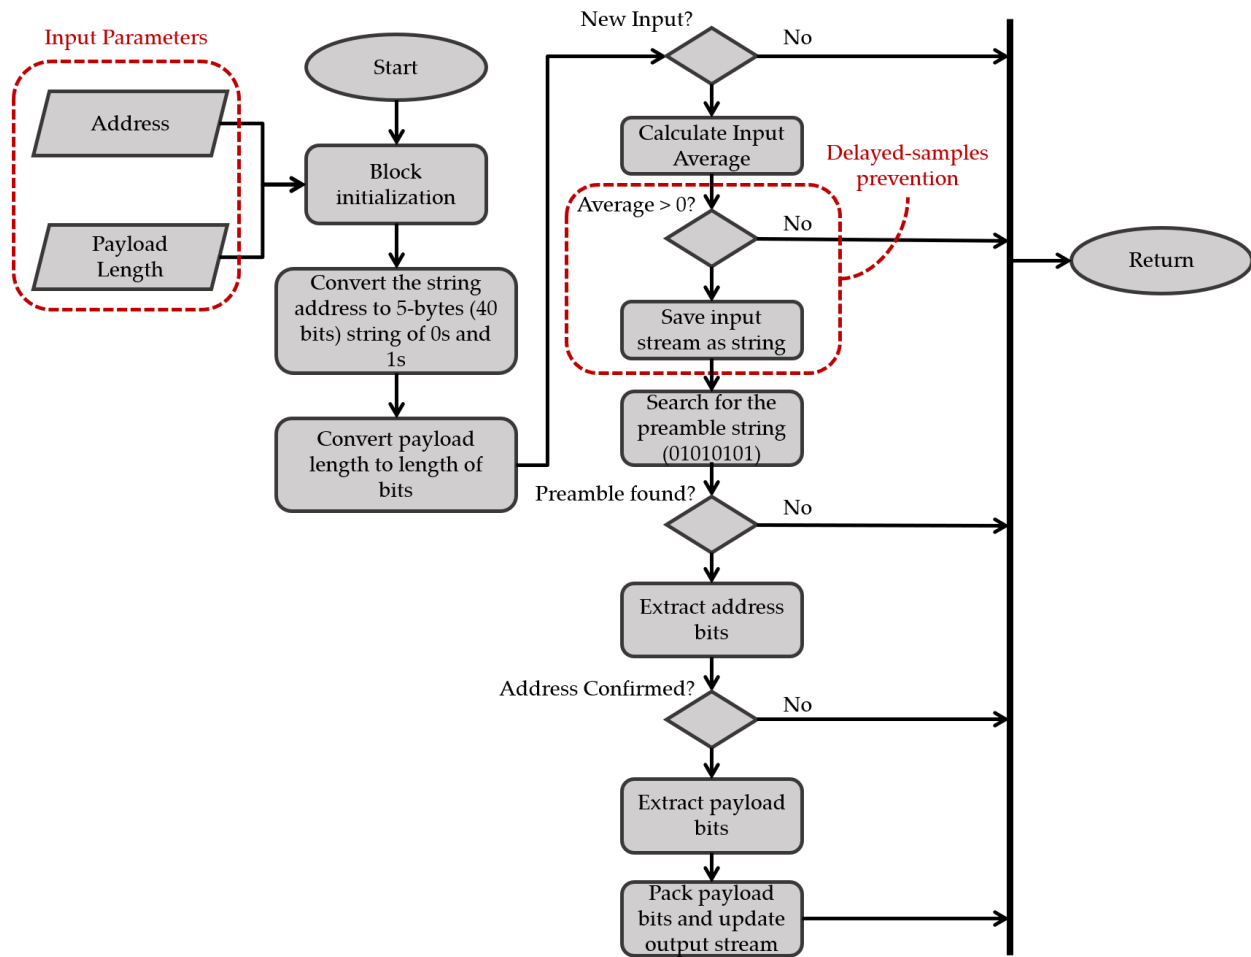 Input Parameters
Address
Payload
Length
Start
Block
initialization
Convert the string
address to 5-bytes (40
bits) string of 0s and
1s
Convert payload
length to length of
bits
New Input?
No
Calculate Input
Average
Delayed-samples
prevention
Average > 0?
No
Save input
stream as string
Search for the
preamble string
(01010101)
Preamble found?
No
Extract address
bits
Address Confirmed?
No
Extract payload
bits
Pack payload
bits and update
output stream
Return